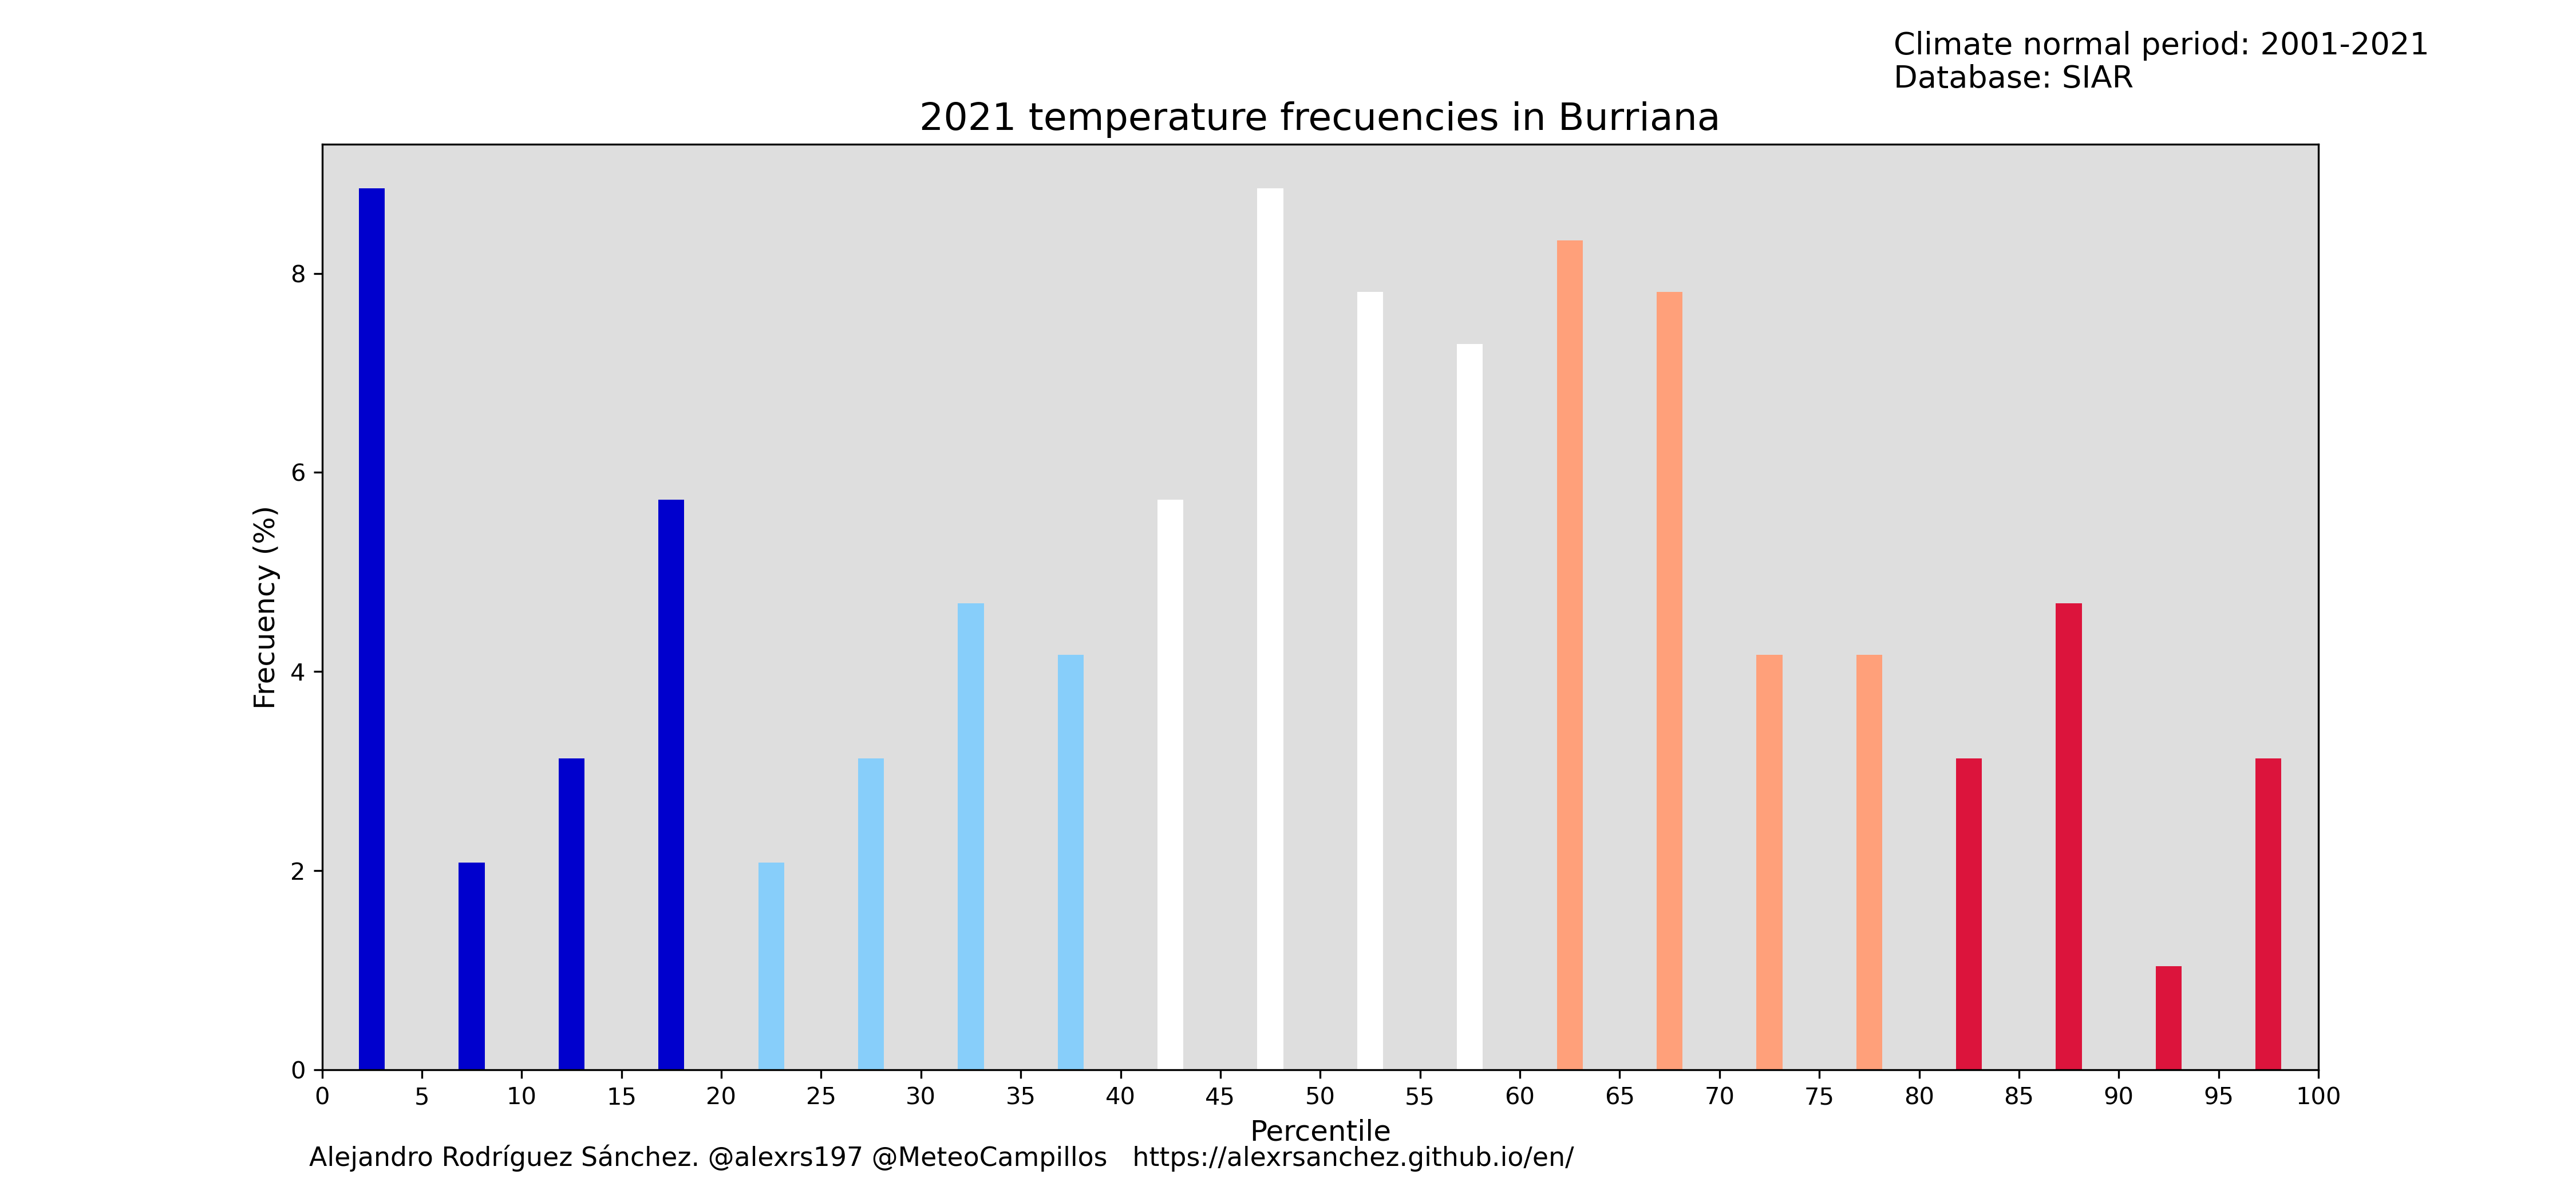 Climate normal period: 2001-2021
Database: SIAR
2021 temperature frecuencies in Burriana
Frecuency (%)
8
6
4
2
0
0 5 10 15 20 25 30 35 40 45 50 55 60 65 70 75 80 85 90 95 100
Percentile
Alejandro Rodríguez Sánchez. @alexrs197 @MeteoCampillos   https://alexrsanchez.github.io/en/